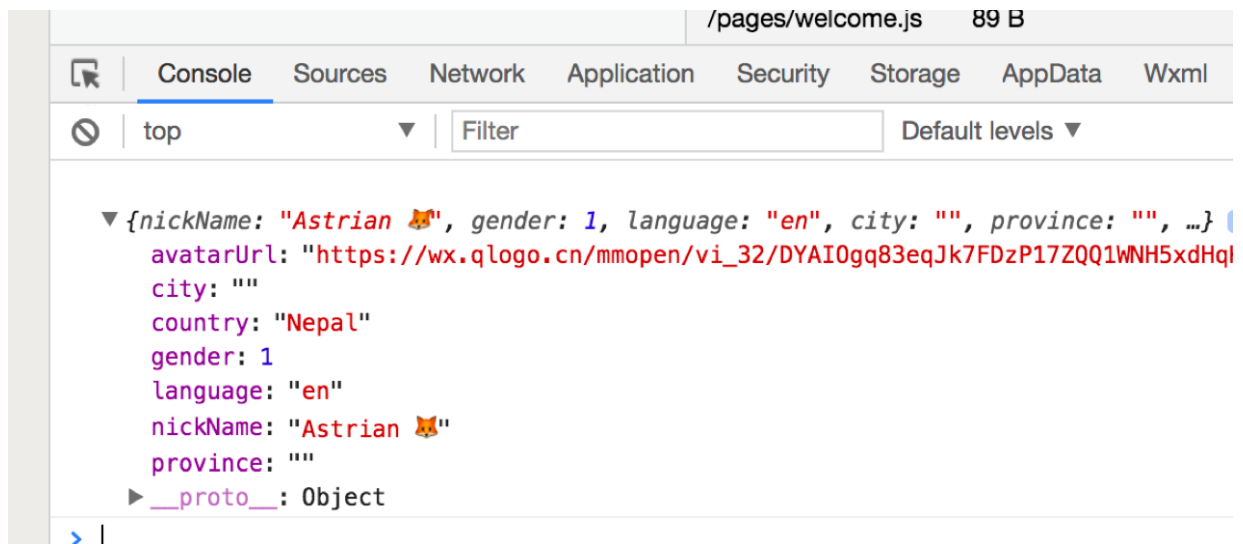 /pages/welcome.js 89 B
Console Sources Network Application Security Storage AppData Wxml
top ▼ Filter Default levels ▼
▼ {nickName: "Astrian 🦊", gender: 1, language: "en", city: "", province: "", …}
avatarUrl: "https://wx.qlogo.cn/mmopen/vi_32/DYAIOgq83eqJk7FDzP17ZQQ1WNH5xdHq
city: ""
country: "Nepal"
gender: 1
language: "en"
nickName: "Astrian 🦊"
province: ""
▶ __proto__: Object
>